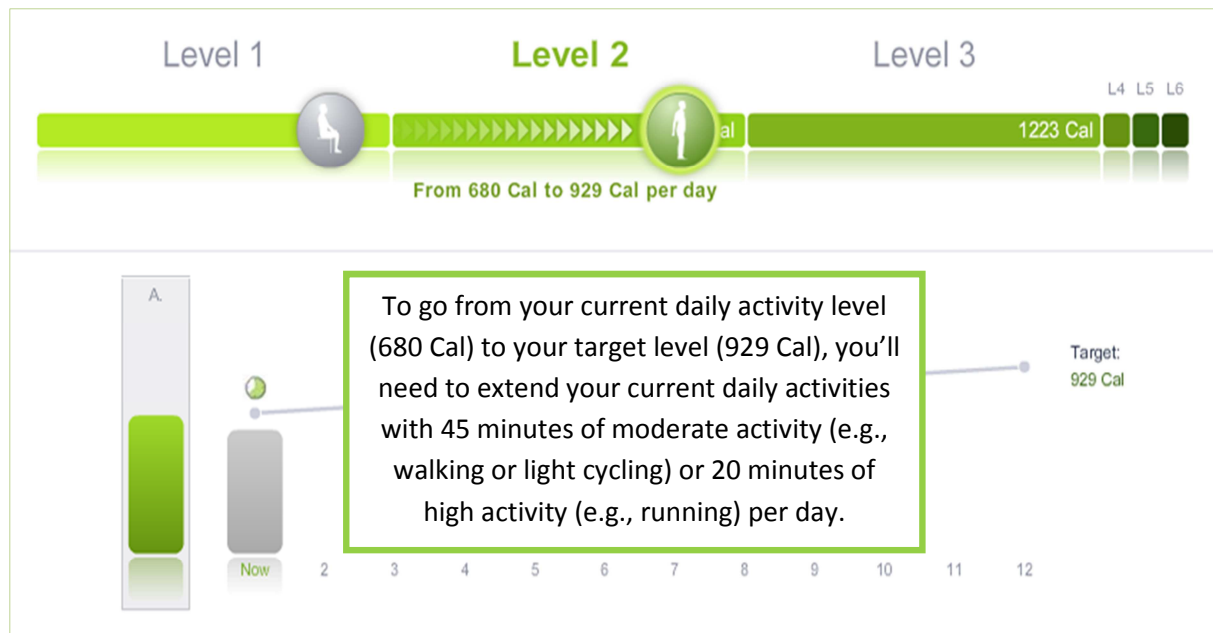 Level 1 Level 2 Level 3
L4 L5 L6
al 1223 Cal
From 680 Cal to 929 Cal per day
A.
To go from your current daily activity level
(680 Cal) to your target level (929 Cal), you’ll
need to extend your current daily activities
with 45 minutes of moderate activity (e.g.,
walking or light cycling) or 20 minutes of
high activity (e.g., running) per day.
Target:
929 Cal
Now 2 3 4 5 6 7 8 9 10 11 12